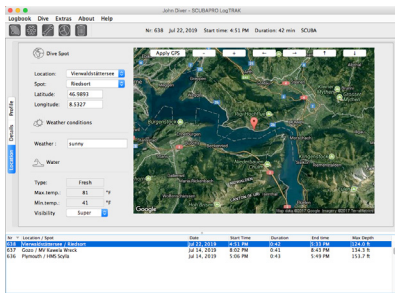 John Diver - SCUBAPRO LogTRAK
Logbook Dive Extras About Help
Nr: 638 Jul 22, 2019 Start time: 4:51 PM Duration: 42 min SCUBA
Dive Spot
Apply GPS - + ← → ↑ ↓
Location: Vierwaldstättersee
Spot: Riedsort
Latitude: 46.9893
Longitude: 8.5327
Weather conditions
Weather: sunny
Water
Type: Fresh
Max.temp.: 81 °F
Min.temp.: 41 °F
Visibility Super
Profile
Details
Location
Google
Nr Location / Spot Date Start Time Duration End time Max Depth
638 Vierwaldstättersee / Riedsort Jul 22, 2019 4:51 PM 0:42 5:33 PM 124.0 ft
637 Gozo / MV Kawela Wreck Jul 14, 2019 8:02 PM 0:41 8:43 PM 134.3 ft
636 Plymouth / HMS Scylla Jul 14, 2019 5:06 PM 0:43 5:49 PM 153.7 ft